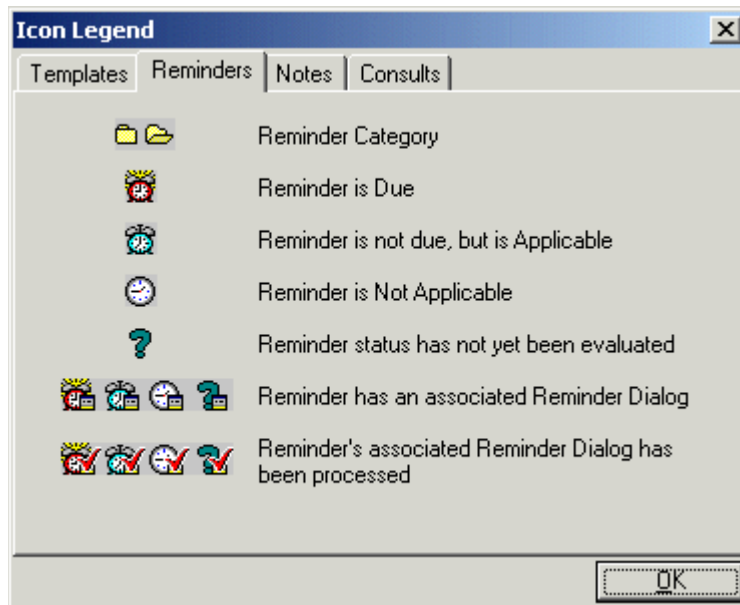 Icon Legend
Templates Reminders Notes Consults
Reminder Category
Reminder is Due
Reminder is not due, but is Applicable
Reminder is Not Applicable
Reminder status has not yet been evaluated
Reminder has an associated Reminder Dialog
Reminder's associated Reminder Dialog has
been processed
OK